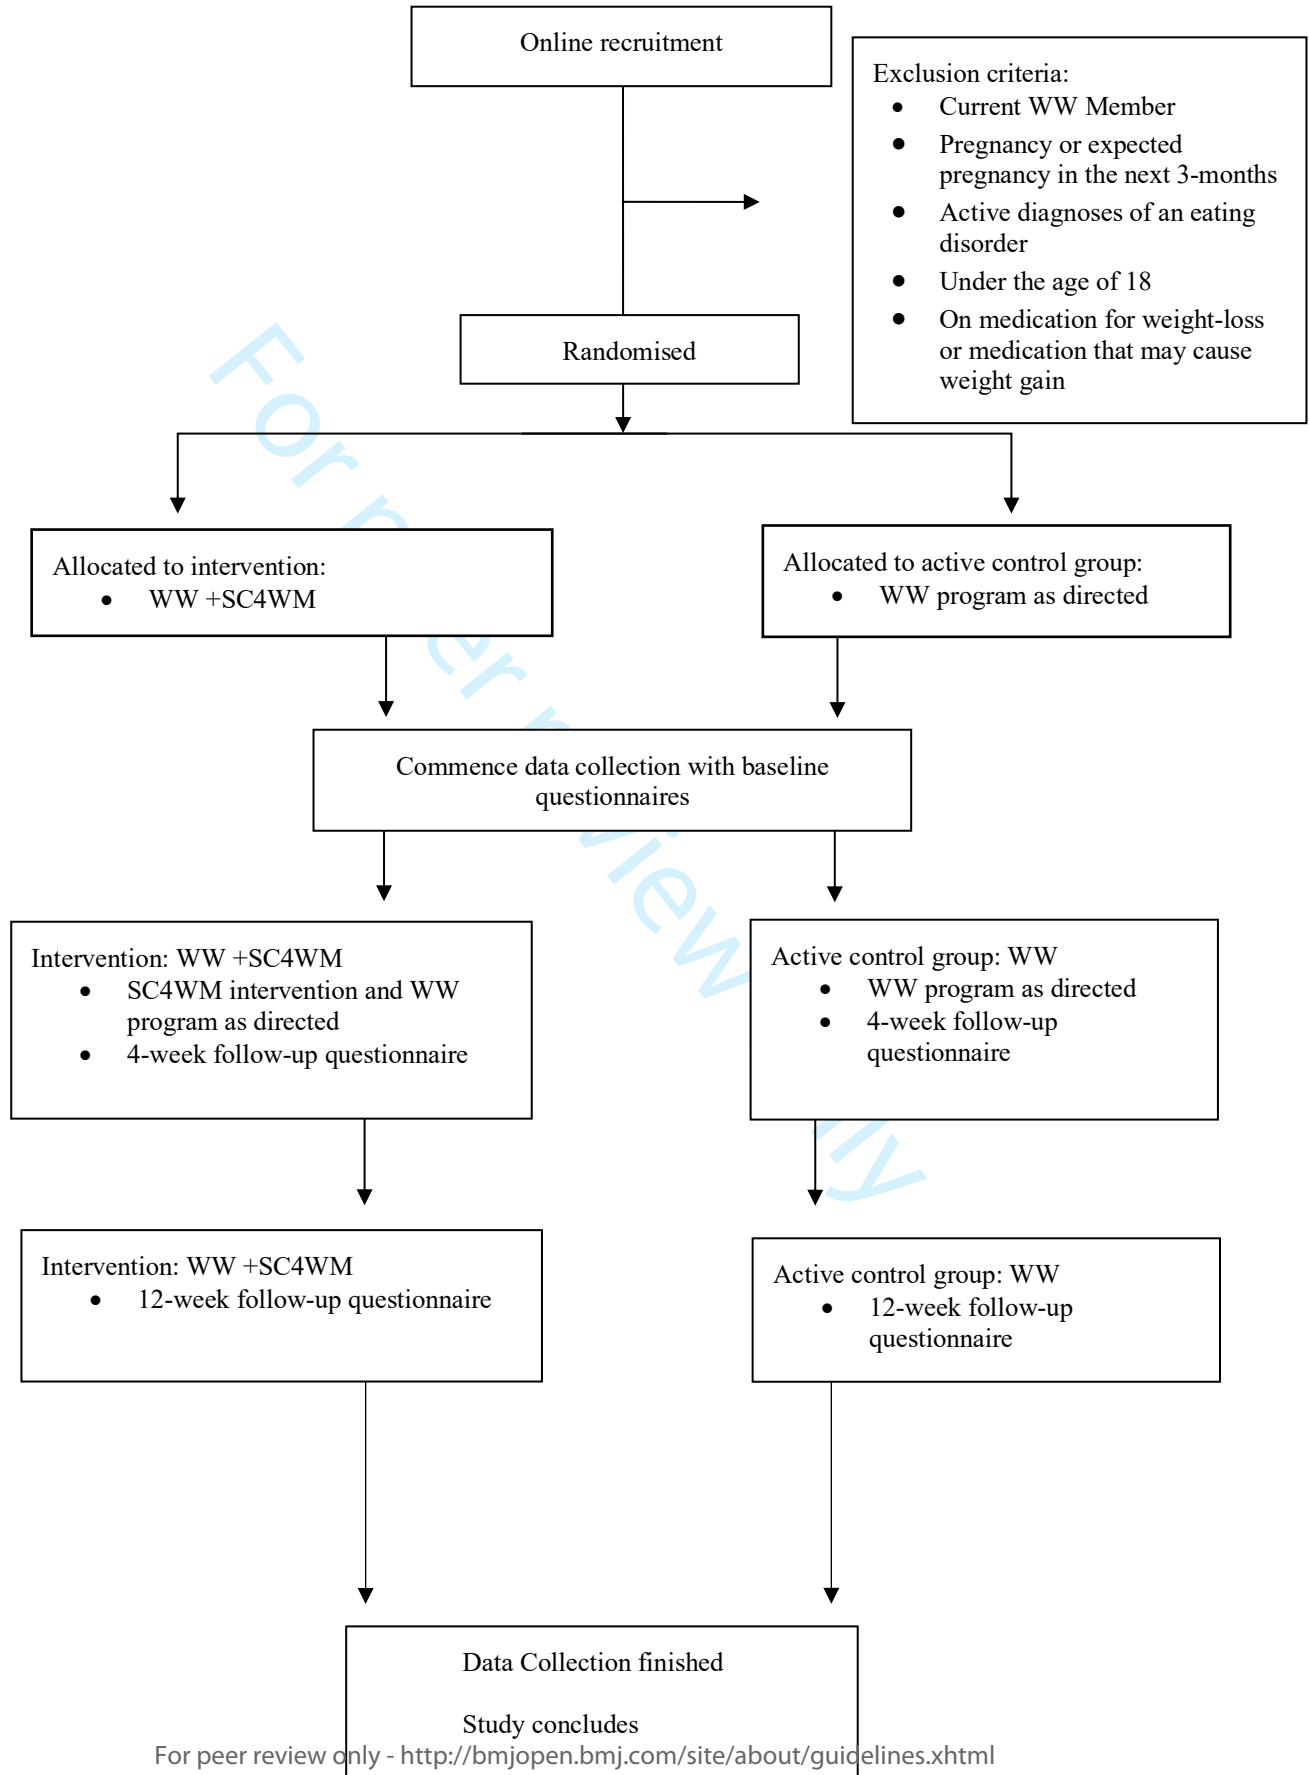 Online recruitment
Exclusion criteria:
• Current WW Member
• Pregnancy or expected
pregnancy in the next 3-months
• Active diagnoses of an eating
disorder
• Under the age of 18
• On medication for weight-loss
or medication that may cause
weight gain
Randomised
Allocated to intervention:
• WW +SC4WM
Allocated to active control group:
• WW program as directed
Commence data collection with baseline
questionnaires
Intervention: WW +SC4WM
• SC4WM intervention and WW
program as directed
• 4-week follow-up questionnaire
Active control group: WW
• WW program as directed
• 4-week follow-up
questionnaire
Intervention: WW +SC4WM
• 12-week follow-up questionnaire
Active control group: WW
• 12-week follow-up
questionnaire
Data Collection finished
Study concludes
For peer review only - http://bmjopen.bmj.com/site/about/guidelines.xhtml